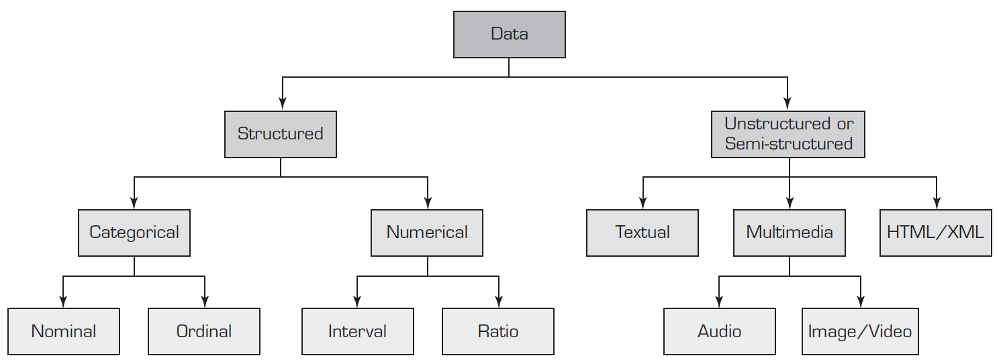 Data
Structured
Unstructured or
Semi-structured
Categorical
Numerical
Textual
Multimedia
HTML/XML
Nominal
Ordinal
Interval
Ratio
Audio
Image/Video